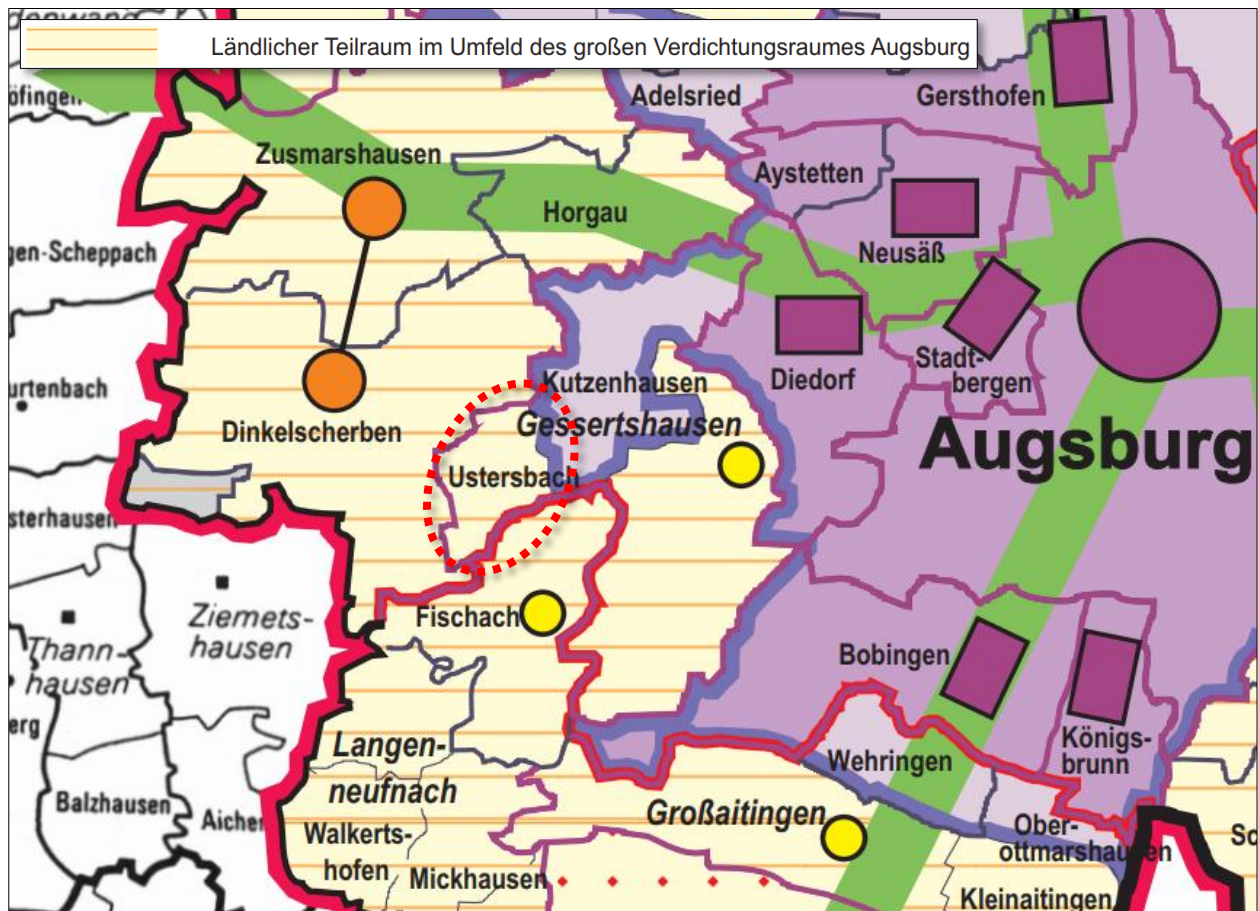 Ländlicher Teilraum im Umfeld des großen Verdichtungsraumes Augsburg
Adelsried
Gersthofen
Zusmarshausen
Aystetten
Horgau
gen-Scheppach
Neusäß
Kutzenhausen
Stadt-
bergen
Diedorf
urtenbach
Gessertshausen
Dinkelscherben
Augsburg
Ustersbach
sterhausen
Fischach
Ziemets-
hausen
Thann-
hausen
Bobingen
erg
Langen-
neufnach
Königs-
brunn
Wehringen
Balzhausen
Aichen
Großaitingen
Walkerts-
hofen
Ober-
ottmarshausen
Mickhausen
Kleinaitingen